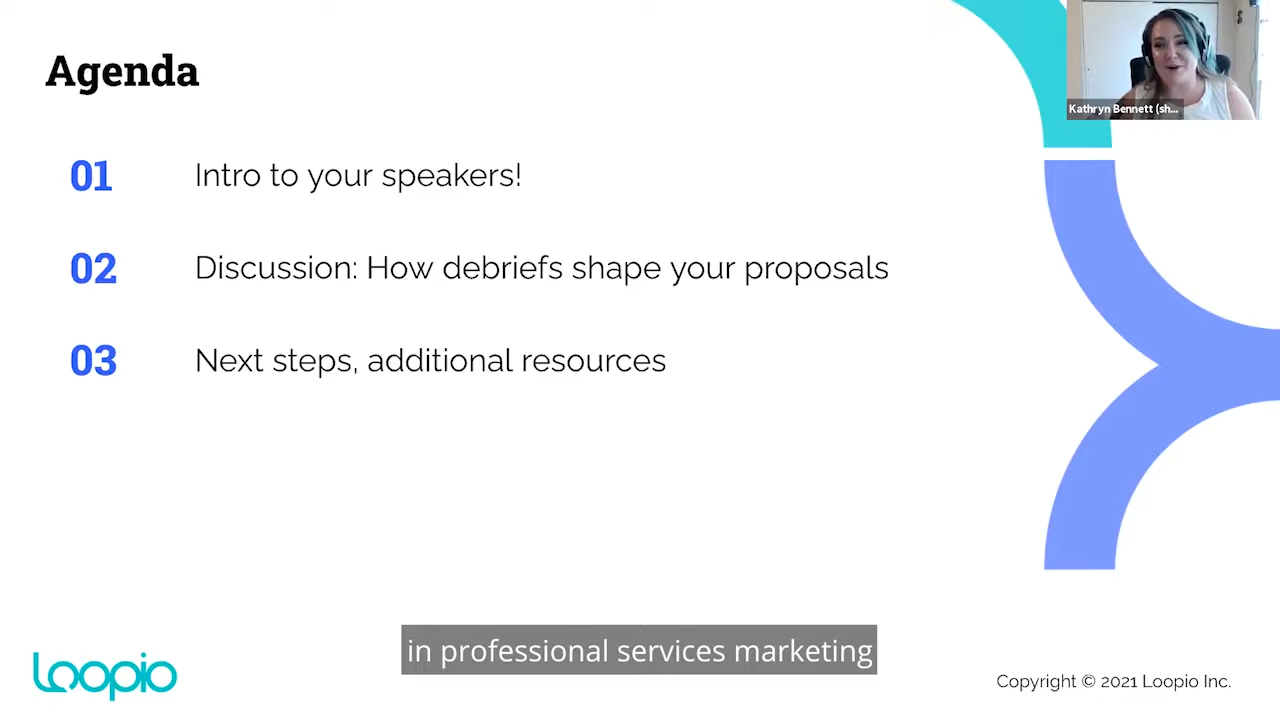 Agenda
Kathryn Bennett (sh...
01 Intro to your speakers!
02 Discussion: How debriefs shape your proposals
03 Next steps, additional resources
in professional services marketing
Loopio
Copyright © 2021 Loopio Inc.